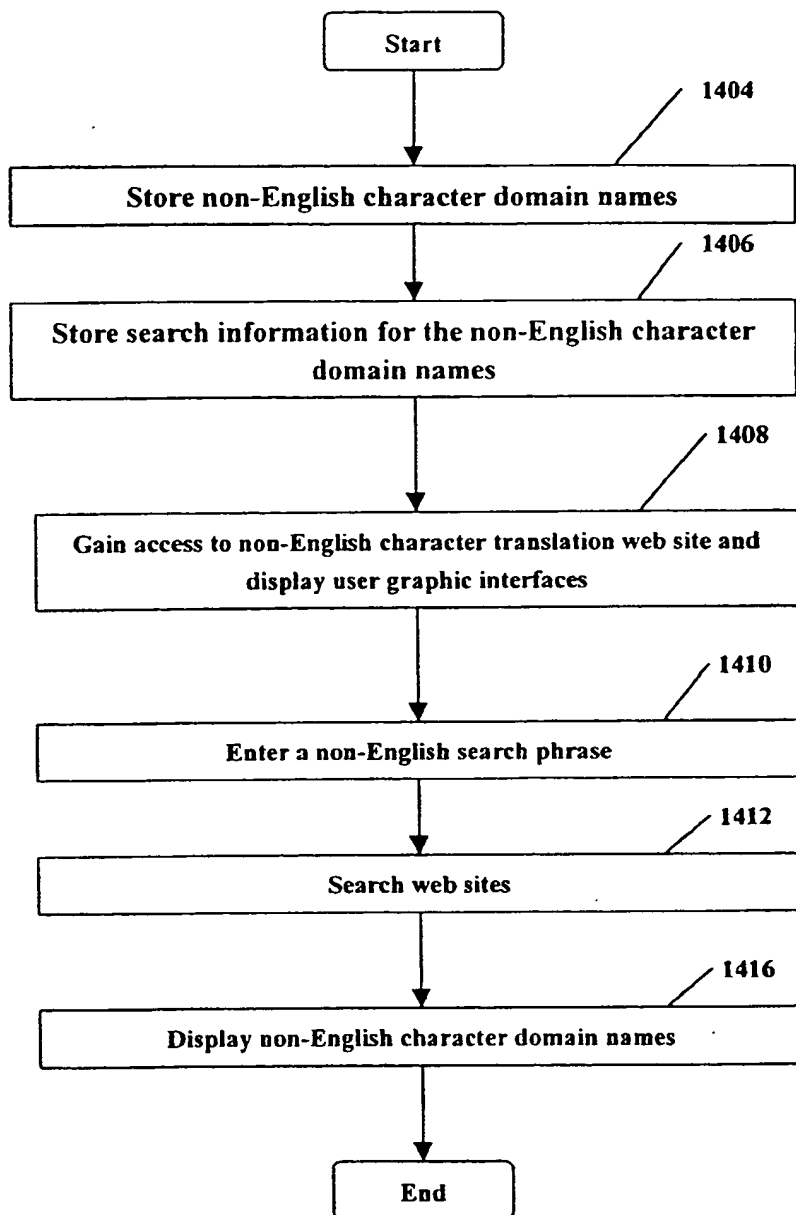 Start
1404
Store non-English character domain names
1406
Store search information for the non-English character
domain names
1408
Gain access to non-English character translation web site and
display user graphic interfaces
1410
Enter a non-English search phrase
1412
Search web sites
1416
Display non-English character domain names
End